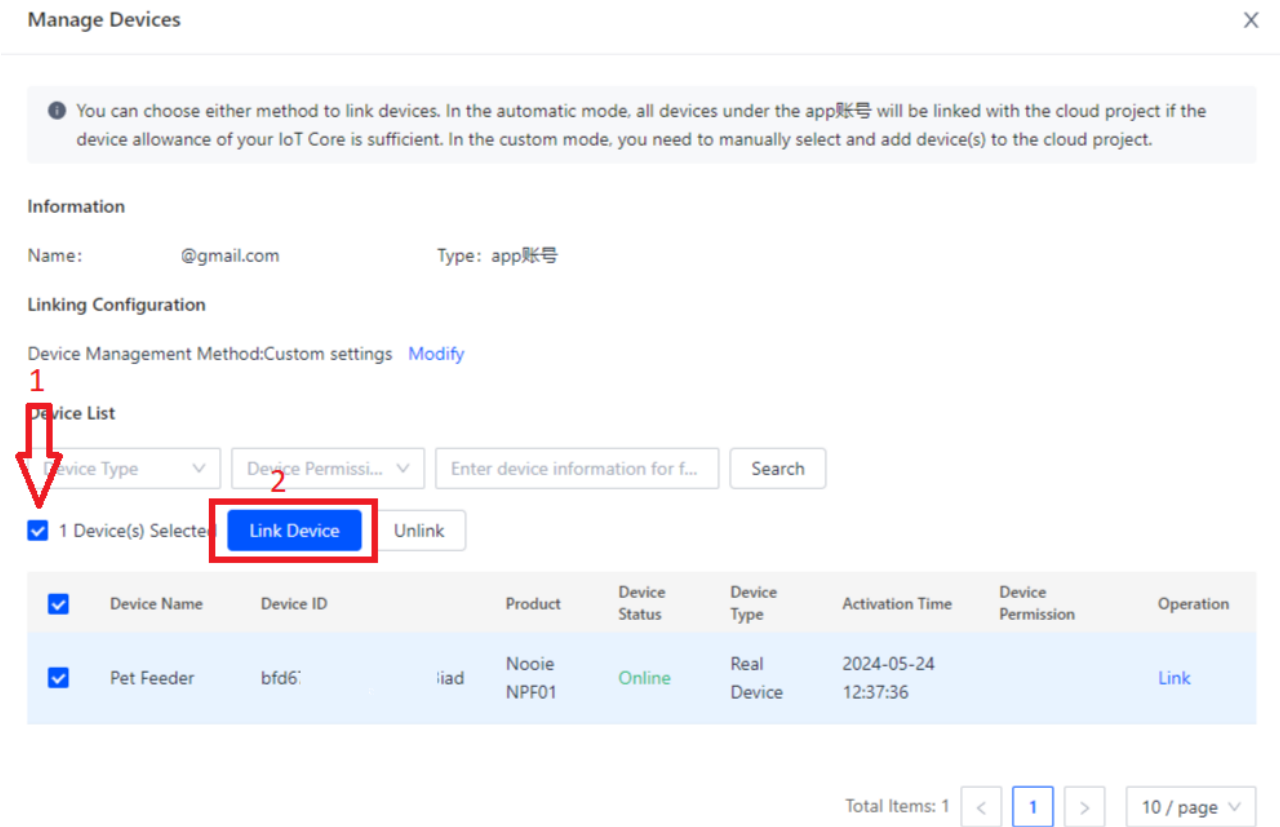 Manage Devices
You can choose either method to link devices. In the automatic mode, all devices under the app账号 will be linked with the cloud project if the
device allowance of your IoT Core is sufficient. In the custom mode, you need to manually select and add device(s) to the cloud project.
Information
Name: @gmail.com Type: app账号
Linking Configuration
Device Management Method:Custom settings Modify
1
Device List
Device Type Device Permissi... Enter device information for f... Search
2
1 Device(s) Selected Link Device Unlink
Device Name Device ID Product Device Status Device Type Activation Time Device Permission Operation
Pet Feeder bfd67 iad Nooie NPF01 Online Real Device 2024-05-24 12:37:36 Link
Total Items: 1 < 1 > 10 / page